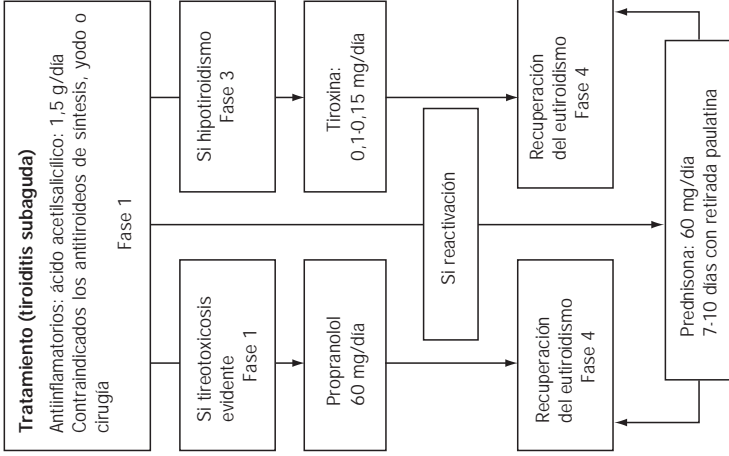 Tratamiento (tiroiditis subaguda)
Antiinflamatorios: ácido acetilsalicílico: 1,5 g/día
Contraindicados los antitiroideos de síntesis, yodo o
cirugía
Fase 1
Si tireotoxicosis
evidente
Fase 1
Propranolol
60 mg/día
Recuperación
del eutiroidismo
Fase 4
Si hipotiroidismo
Fase 3
Tiroxina:
0,1-0,15 mg/día
Recuperación
del eutiroidismo
Fase 4
Si reactivación
Prednisona: 60 mg/día
7-10 días con retirada paulatina